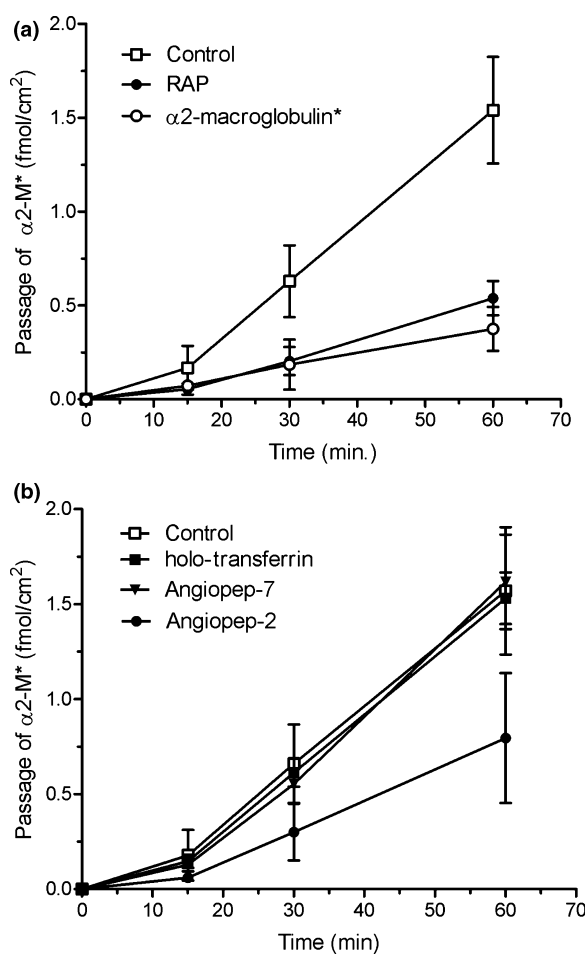 (a)
2.0
1.5
1.0
0.5
0.0
Passage of α2-M* (fmol/cm²)
Control
RAP
α2-macroglobulin*
0 10 20 30 40 50 60 70
Time (min.)
(b)
2.0
1.5
1.0
0.5
0.0
Passage of α2-M* (fmol/cm²)
Control
holo-transferrin
Angiopep-7
Angiopep-2
0 10 20 30 40 50 60 70
Time (min)